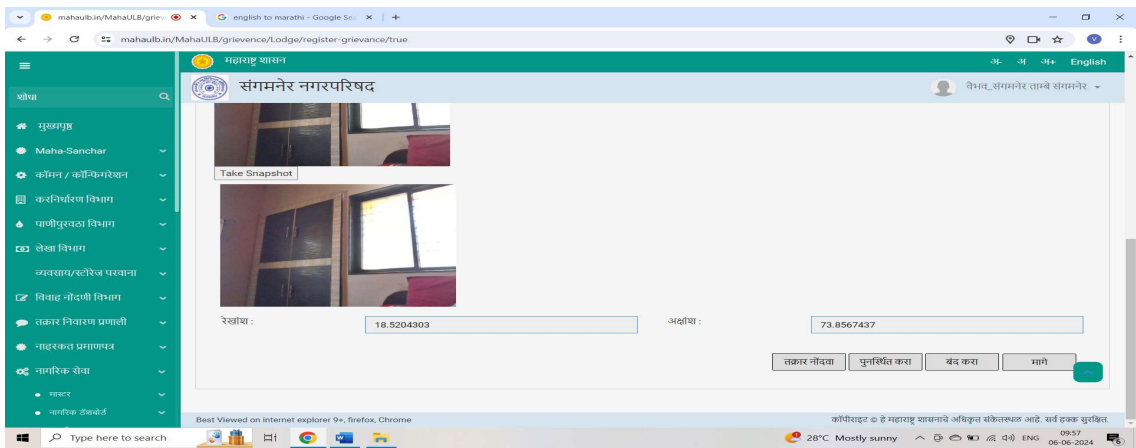 mahaulb.in/MahaULB/griev
english to marathi - Google Sea
mahaulb.in/MahaULB/grievence/Lodge/register-grievance/true
महाराष्ट्र शासन
अ- अ अ+ English
संगमनेर नगरपरिषद
वैभव_संगमनेर ताम्बे संगमनेर
शोधा
मुख्यपृष्ठ
Maha-Sanchar
कॉमन / कॉन्फिगरेशन
करनिर्धारण विभाग
पाणीपुरवठा विभाग
लेखा विभाग
व्यवसाय/स्टोरेज परवाना
विवाह नोंदणी विभाग
तक्रार निवारण प्रणाली
नाहरकत प्रमाणपत्र
नागरिक सेवा
मास्टर
नागरिक डॅशबोर्ड
Take Snapshot
रेखांश : 18.5204303 अक्षांश : 73.8567437
तक्रार नोंदवा पुनर्स्थित करा बंद करा मागे
Best Viewed on internet explorer 9+, firefox, Chrome
कॉपीराइट © हे महाराष्ट्र शासनाने अधिकृत संकेतस्थळ आहे. सर्व हक्क सुरक्षित.
Type here to search
28°C Mostly sunny
ENG
09:57
06-06-2024
6